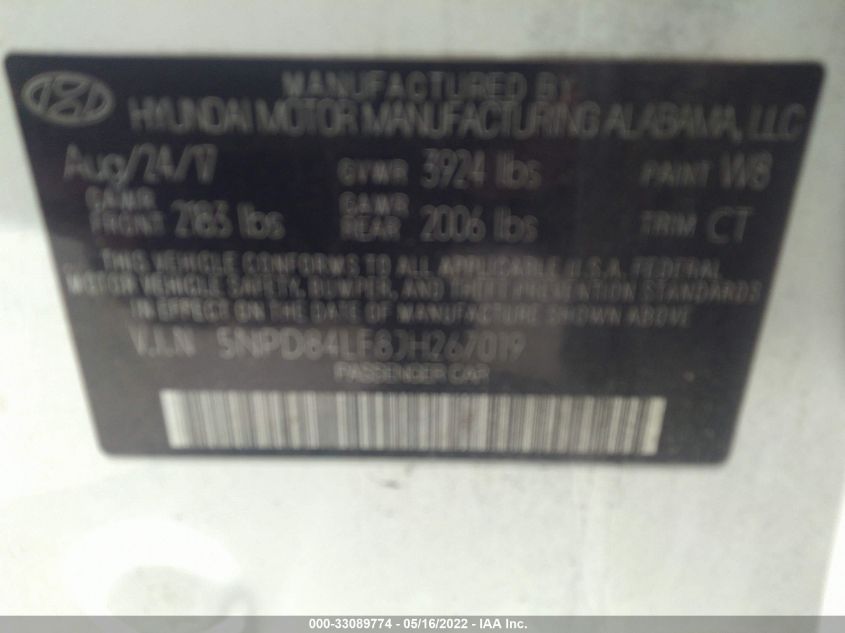 MANUFACTURED BY
HYUNDAI MOTOR MANUFACTURING ALABAMA, LLC
Aug/24/17 GVWR 3924 lbs PAINT W8
GAWR FRONT 2183 lbs GAWR REAR 2006 lbs TRIM CT
THIS VEHICLE CONFORMS TO ALL APPLICABLE U.S.A. FEDERAL
MOTOR VEHICLE SAFETY, BUMPER, AND THEFT PREVENTION STANDARDS
IN EFFECT ON THE DATE OF MANUFACTURE SHOWN ABOVE
V.I.N 5NPD84LF8JH267019
PASSENGER CAR
000-33089774 - 05/16/2022 - IAA Inc.